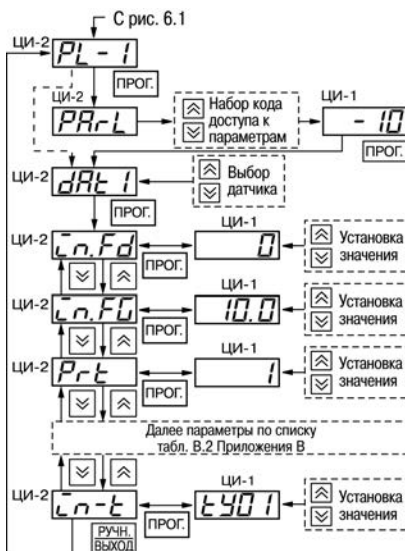 С рис. 6.1
ЦИ-2
PL-1
ПРОГ.
ЦИ-2
PArL
Набор кода
доступа к
параметрам
ЦИ-1
-10
ПРОГ.
ЦИ-2
dAt1
Выбор
датчика
ПРОГ.
ЦИ-2
in.Fd
ПРОГ.
ЦИ-1
0
Установка
значения
ЦИ-2
in.FG
ПРОГ.
ЦИ-1
10.0
Установка
значения
ЦИ-2
Prt
ПРОГ.
ЦИ-1
1
Установка
значения
Далее параметры по списку
табл. В.2 Приложения В
ЦИ-2
in-t
ПРОГ.
ЦИ-1
tY01
Установка
значения
РУЧН.
ВЫХОД